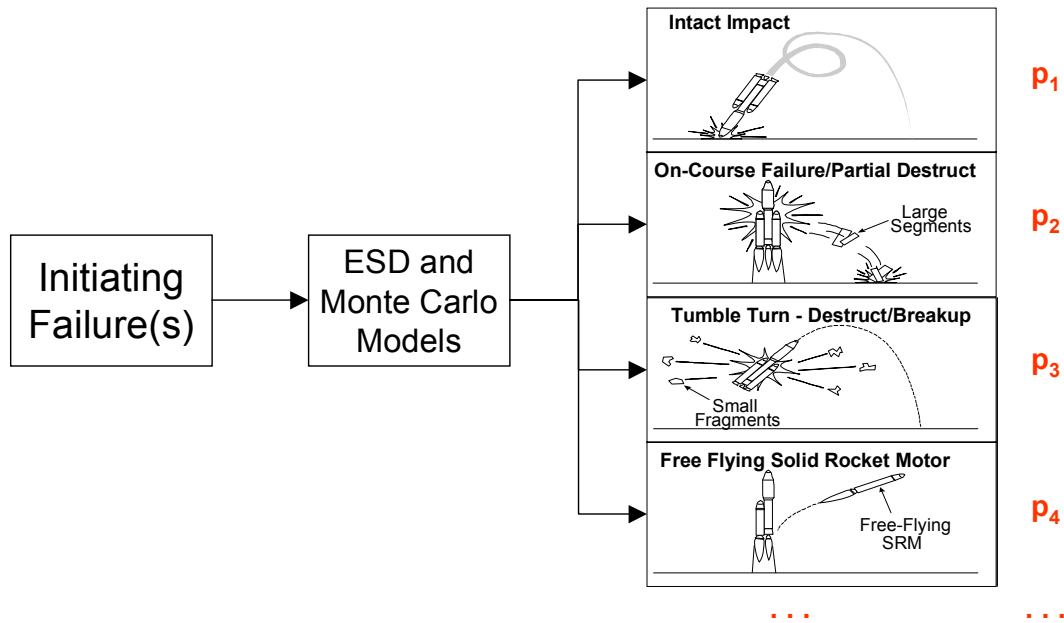 Intact Impact
p1
On-Course Failure/Partial Destruct
Large
Segments
p2
Initiating
Failure(s)
ESD and
Monte Carlo
Models
Tumble Turn - Destruct/Breakup
Small
Fragments
p3
Free Flying Solid Rocket Motor
Free-Flying
SRM
p4